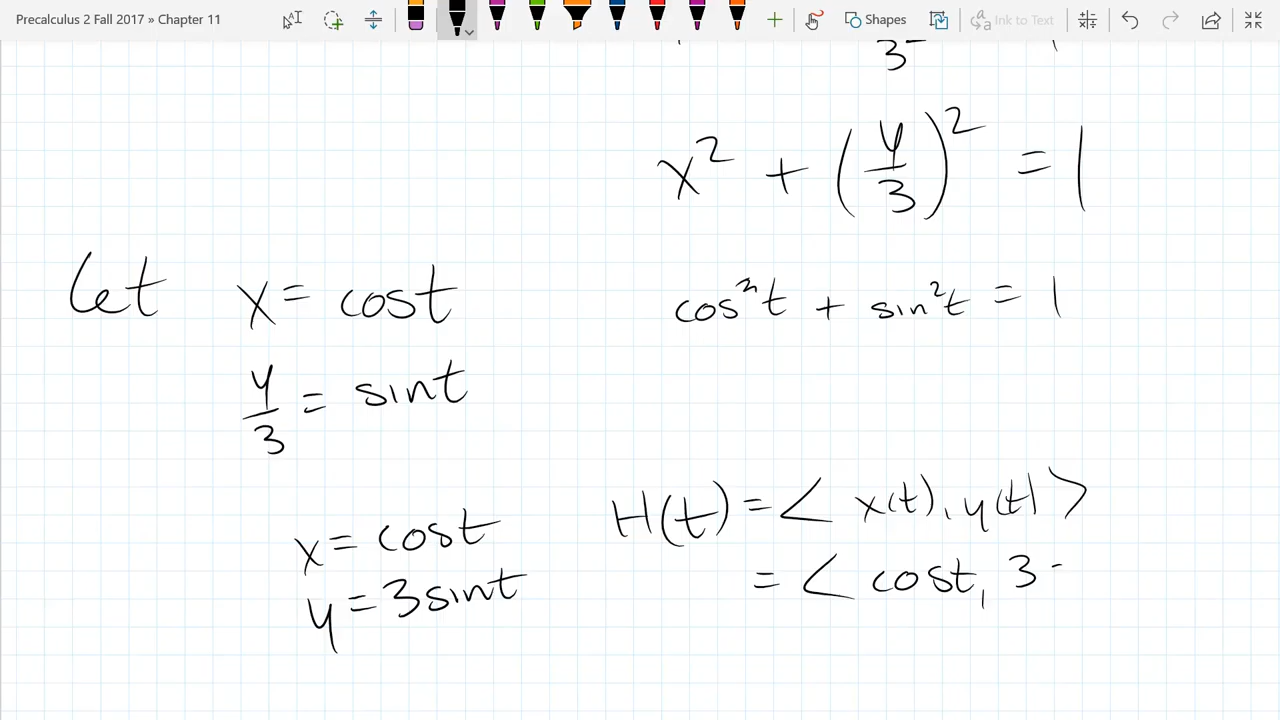 Precalculus 2 Fall 2017 » Chapter 11
Shapes
Ink to Text
3
x² + (y/3)² = 1
Let x = cost
cos²t + sin²t = 1
y/3 = sint
H(t) = < x(t), y(t) >
x = cost
= < cost, 3
y = 3sint